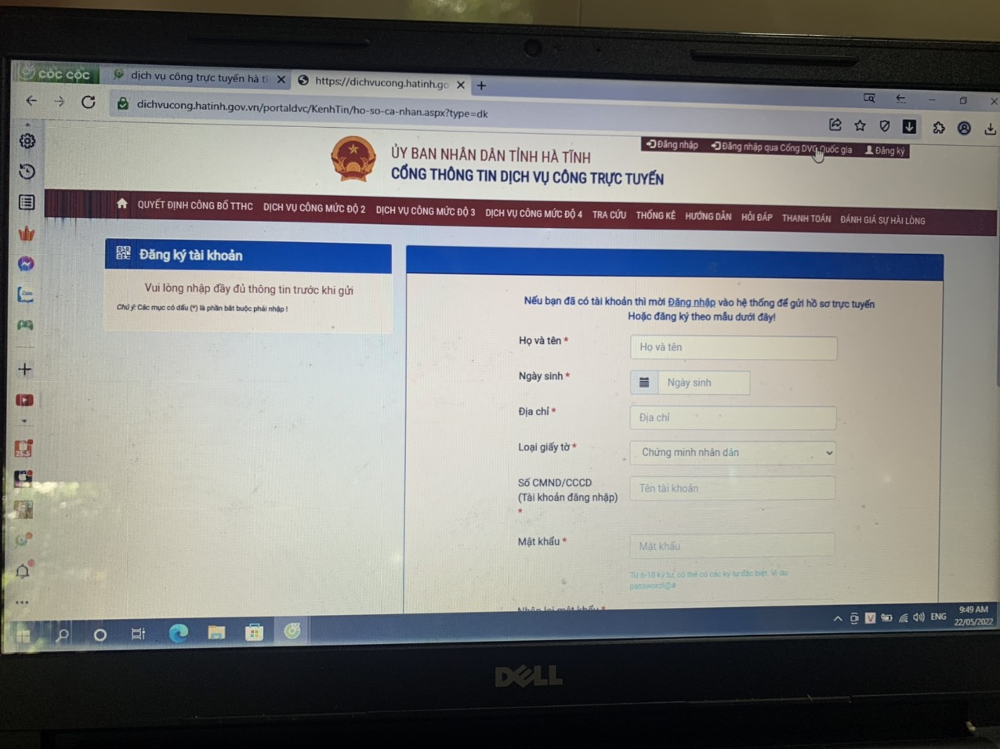 CỐC CỐC
dịch vụ công trực tuyến hà t
https://dichvucong.hatinh.go
dichvucong.hatinh.gov.vn/portaldvc/KenhTin/ho-so-ca-nhan.aspx?type=dk
Đăng nhập
Đăng nhập qua Cổng DVC Quốc gia
Đăng ký
ỦY BAN NHÂN DÂN TỈNH HÀ TĨNH
CỔNG THÔNG TIN DỊCH VỤ CÔNG TRỰC TUYẾN
QUYẾT ĐỊNH CÔNG BỐ TTHC DỊCH VỤ CÔNG MỨC ĐỘ 2 DỊCH VỤ CÔNG MỨC ĐỘ 3 DỊCH VỤ CÔNG MỨC ĐỘ 4 TRA CỨU THỐNG KÊ HƯỚNG DẪN HỎI ĐÁP THANH TOÁN ĐÁNH GIÁ SỰ HÀI LÒNG
Đăng ký tài khoản
Vui lòng nhập đầy đủ thông tin trước khi gửi
Chú ý: Các mục có dấu (*) là phần bắt buộc phải nhập !
Nếu bạn đã có tài khoản thì mời Đăng nhập vào hệ thống để gửi hồ sơ trực tuyến
Hoặc đăng ký theo mẫu dưới đây!
Họ và tên *
Họ và tên
Ngày sinh *
Ngày sinh
Địa chỉ *
Địa chỉ
Loại giấy tờ *
Chứng minh nhân dân
Số CMND/CCCD
(Tài khoản đăng nhập)
*
Tên tài khoản
Mật khẩu *
Mật khẩu
Từ 6-18 ký tự, có thể có các ký tự đặc biệt. Ví dụ:
password!@#
Nhập lại mật khẩu *
Zalo
25.5
V
ENG
9:49 AM
22/05/2022
DELL